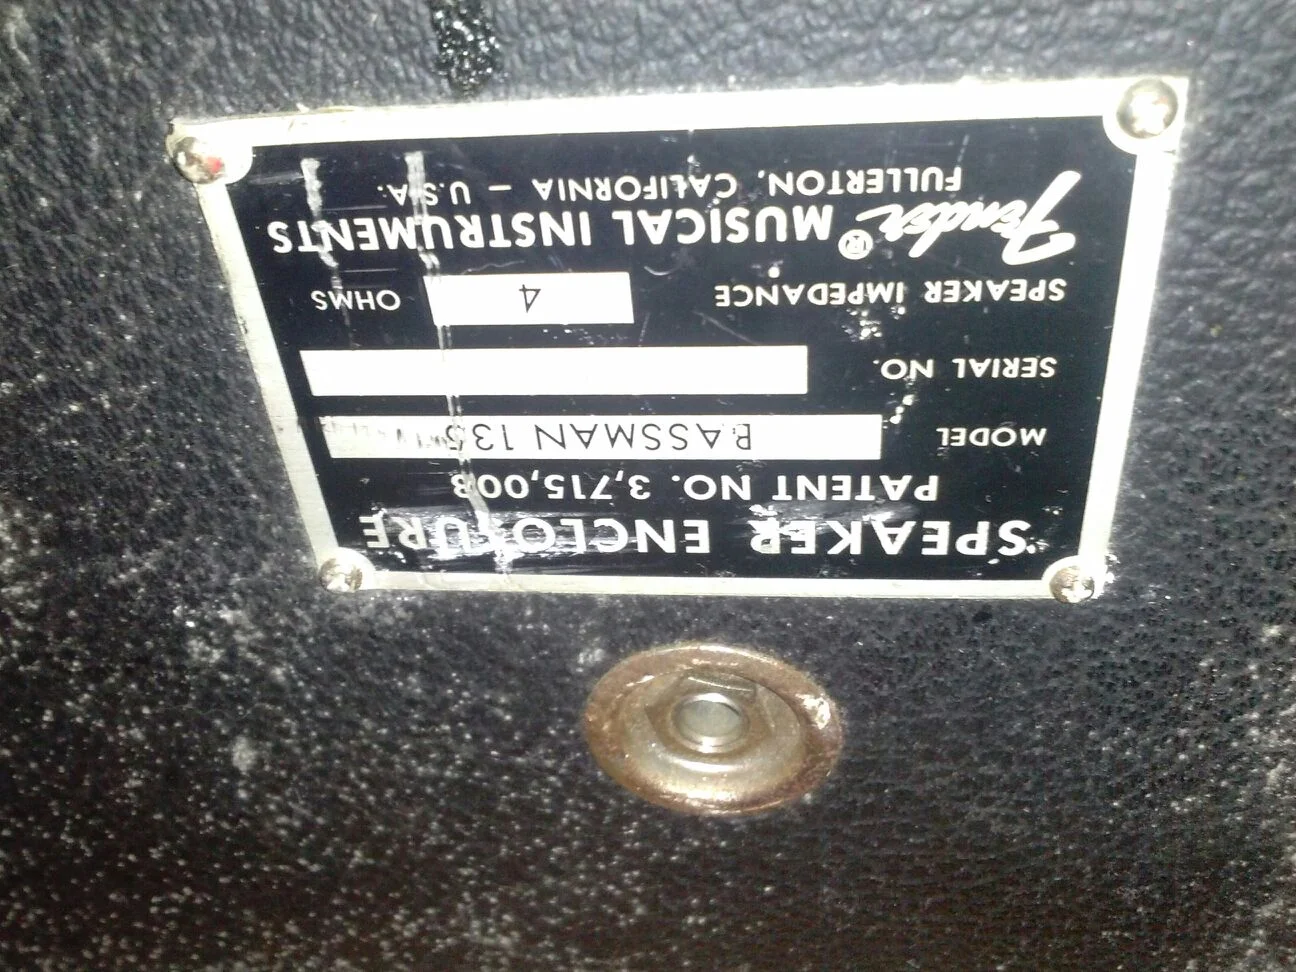 SPEAKER ENCLOSURE
PATENT NO. 3,715,008
MODEL BASSMAN 135
SERIAL NO.
SPEAKER IMPEDANCE 4 OHMS
Fender® MUSICAL INSTRUMENTS
FULLERTON, CALIFORNIA – U.S.A.